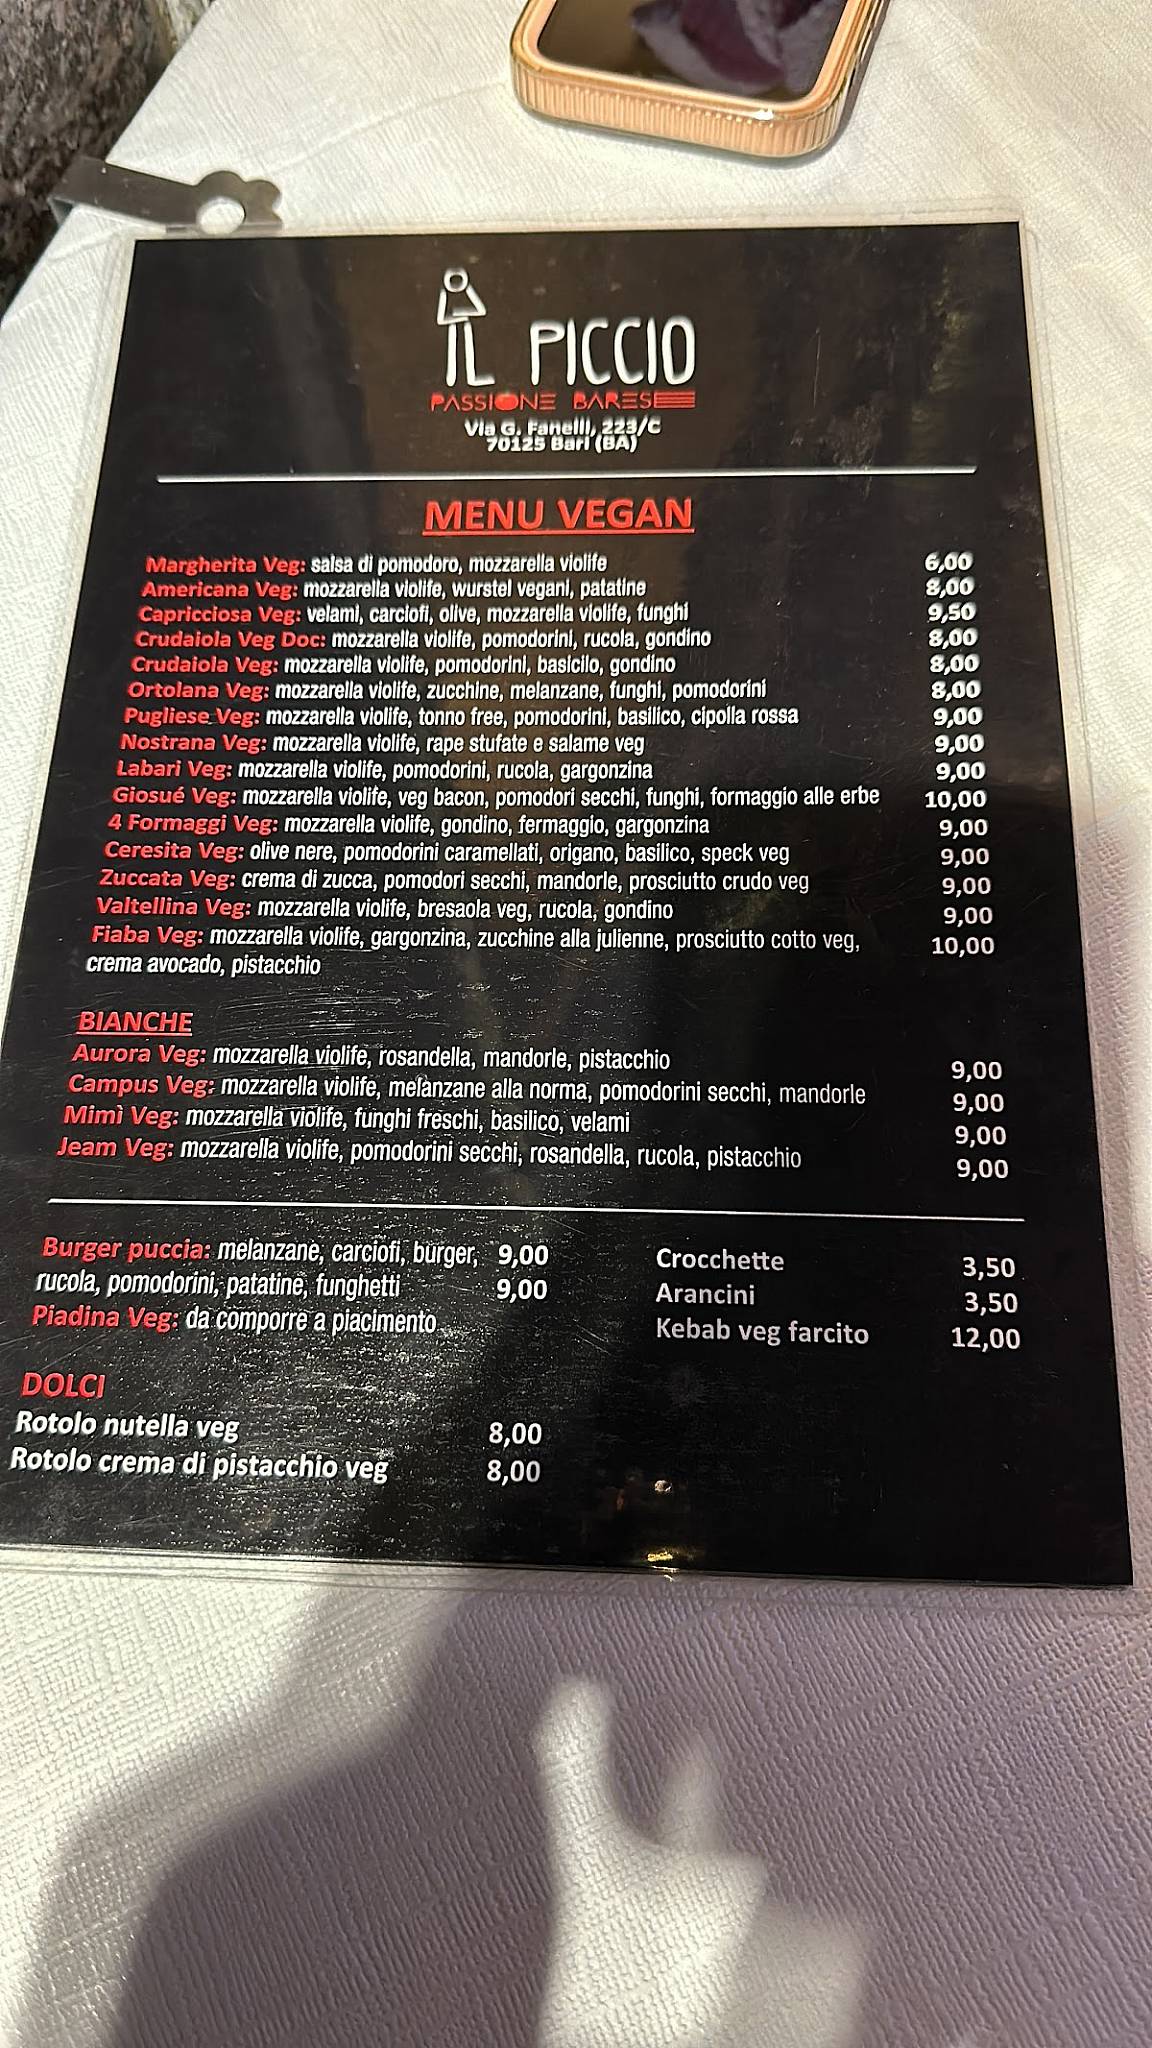 IL PICCIO
PASSIONE BARESE
Via G. Fanelli, 223/C
70125 Bari (BA)
MENU VEGAN
Margherita Veg: salsa di pomodoro, mozzarella violife 6,00
Americana Veg: mozzarella violife, wurstel vegani, patatine 8,00
Capricciosa Veg: velami, carciofi, olive, mozzarella violife, funghi 9,50
Crudaiola Veg Doc: mozzarella violife, pomodorini, rucola, gondino 8,00
Crudaiola Veg: mozzarella violife, pomodorini, basicilo, gondino 8,00
Ortolana Veg: mozzarella violife, zucchine, melanzane, funghi, pomodorini 8,00
Pugliese Veg: mozzarella violife, tonno free, pomodorini, basilico, cipolla rossa 9,00
Nostrana Veg: mozzarella violife, rape stufate e salame veg 9,00
Labari Veg: mozzarella violife, pomodorini, rucola, gargonzina 9,00
Giosué Veg: mozzarella violife, veg bacon, pomodori secchi, funghi, formaggio alle erbe 10,00
4 Formaggi Veg: mozzarella violife, gondino, fermaggio, gargonzina 9,00
Ceresita Veg: olive nere, pomodorini caramellati, origano, basilico, speck veg 9,00
Zuccata Veg: crema di zucca, pomodori secchi, mandorle, prosciutto crudo veg 9,00
Valtellina Veg: mozzarella violife, bresaola veg, rucola, gondino 9,00
Fiaba Veg: mozzarella violife, gargonzina, zucchine alla julienne, prosciutto cotto veg, 10,00
crema avocado, pistacchio
BIANCHE
Aurora Veg: mozzarella violife, rosandella, mandorle, pistacchio 9,00
Campus Veg: mozzarella violife, melanzane alla norma, pomodorini secchi, mandorle 9,00
Mimì Veg: mozzarella violife, funghi freschi, basilico, velami 9,00
Jeam Veg: mozzarella violife, pomodorini secchi, rosandella, rucola, pistacchio 9,00
Burger puccia: melanzane, carciofi, burger, 9,00
rucola, pomodorini, patatine, funghetti 9,00
Piadina Veg: da comporre a piacimento
Crocchette 3,50
Arancini 3,50
Kebab veg farcito 12,00
DOLCI
Rotolo nutella veg 8,00
Rotolo crema di pistacchio veg 8,00